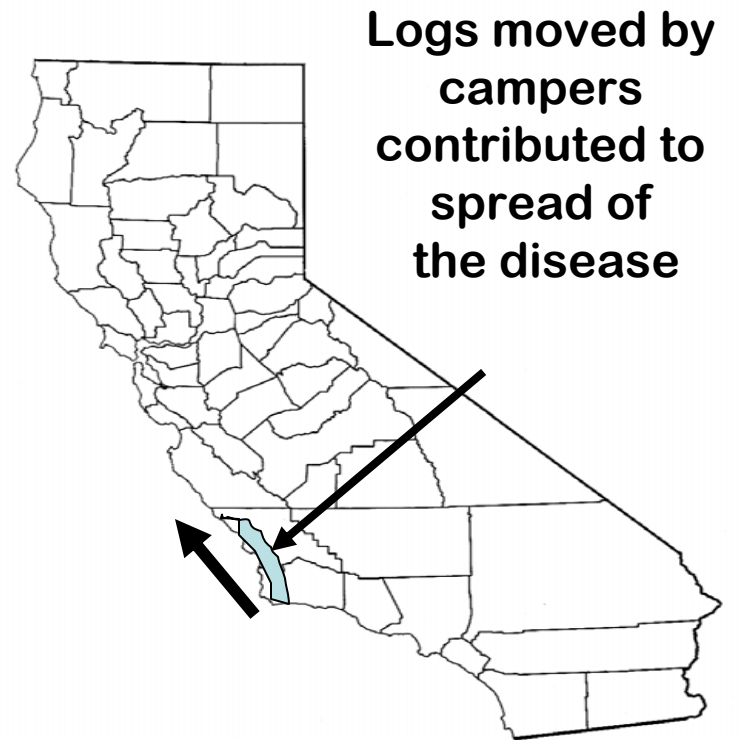 Logs moved by
campers
contributed to
spread of
the disease